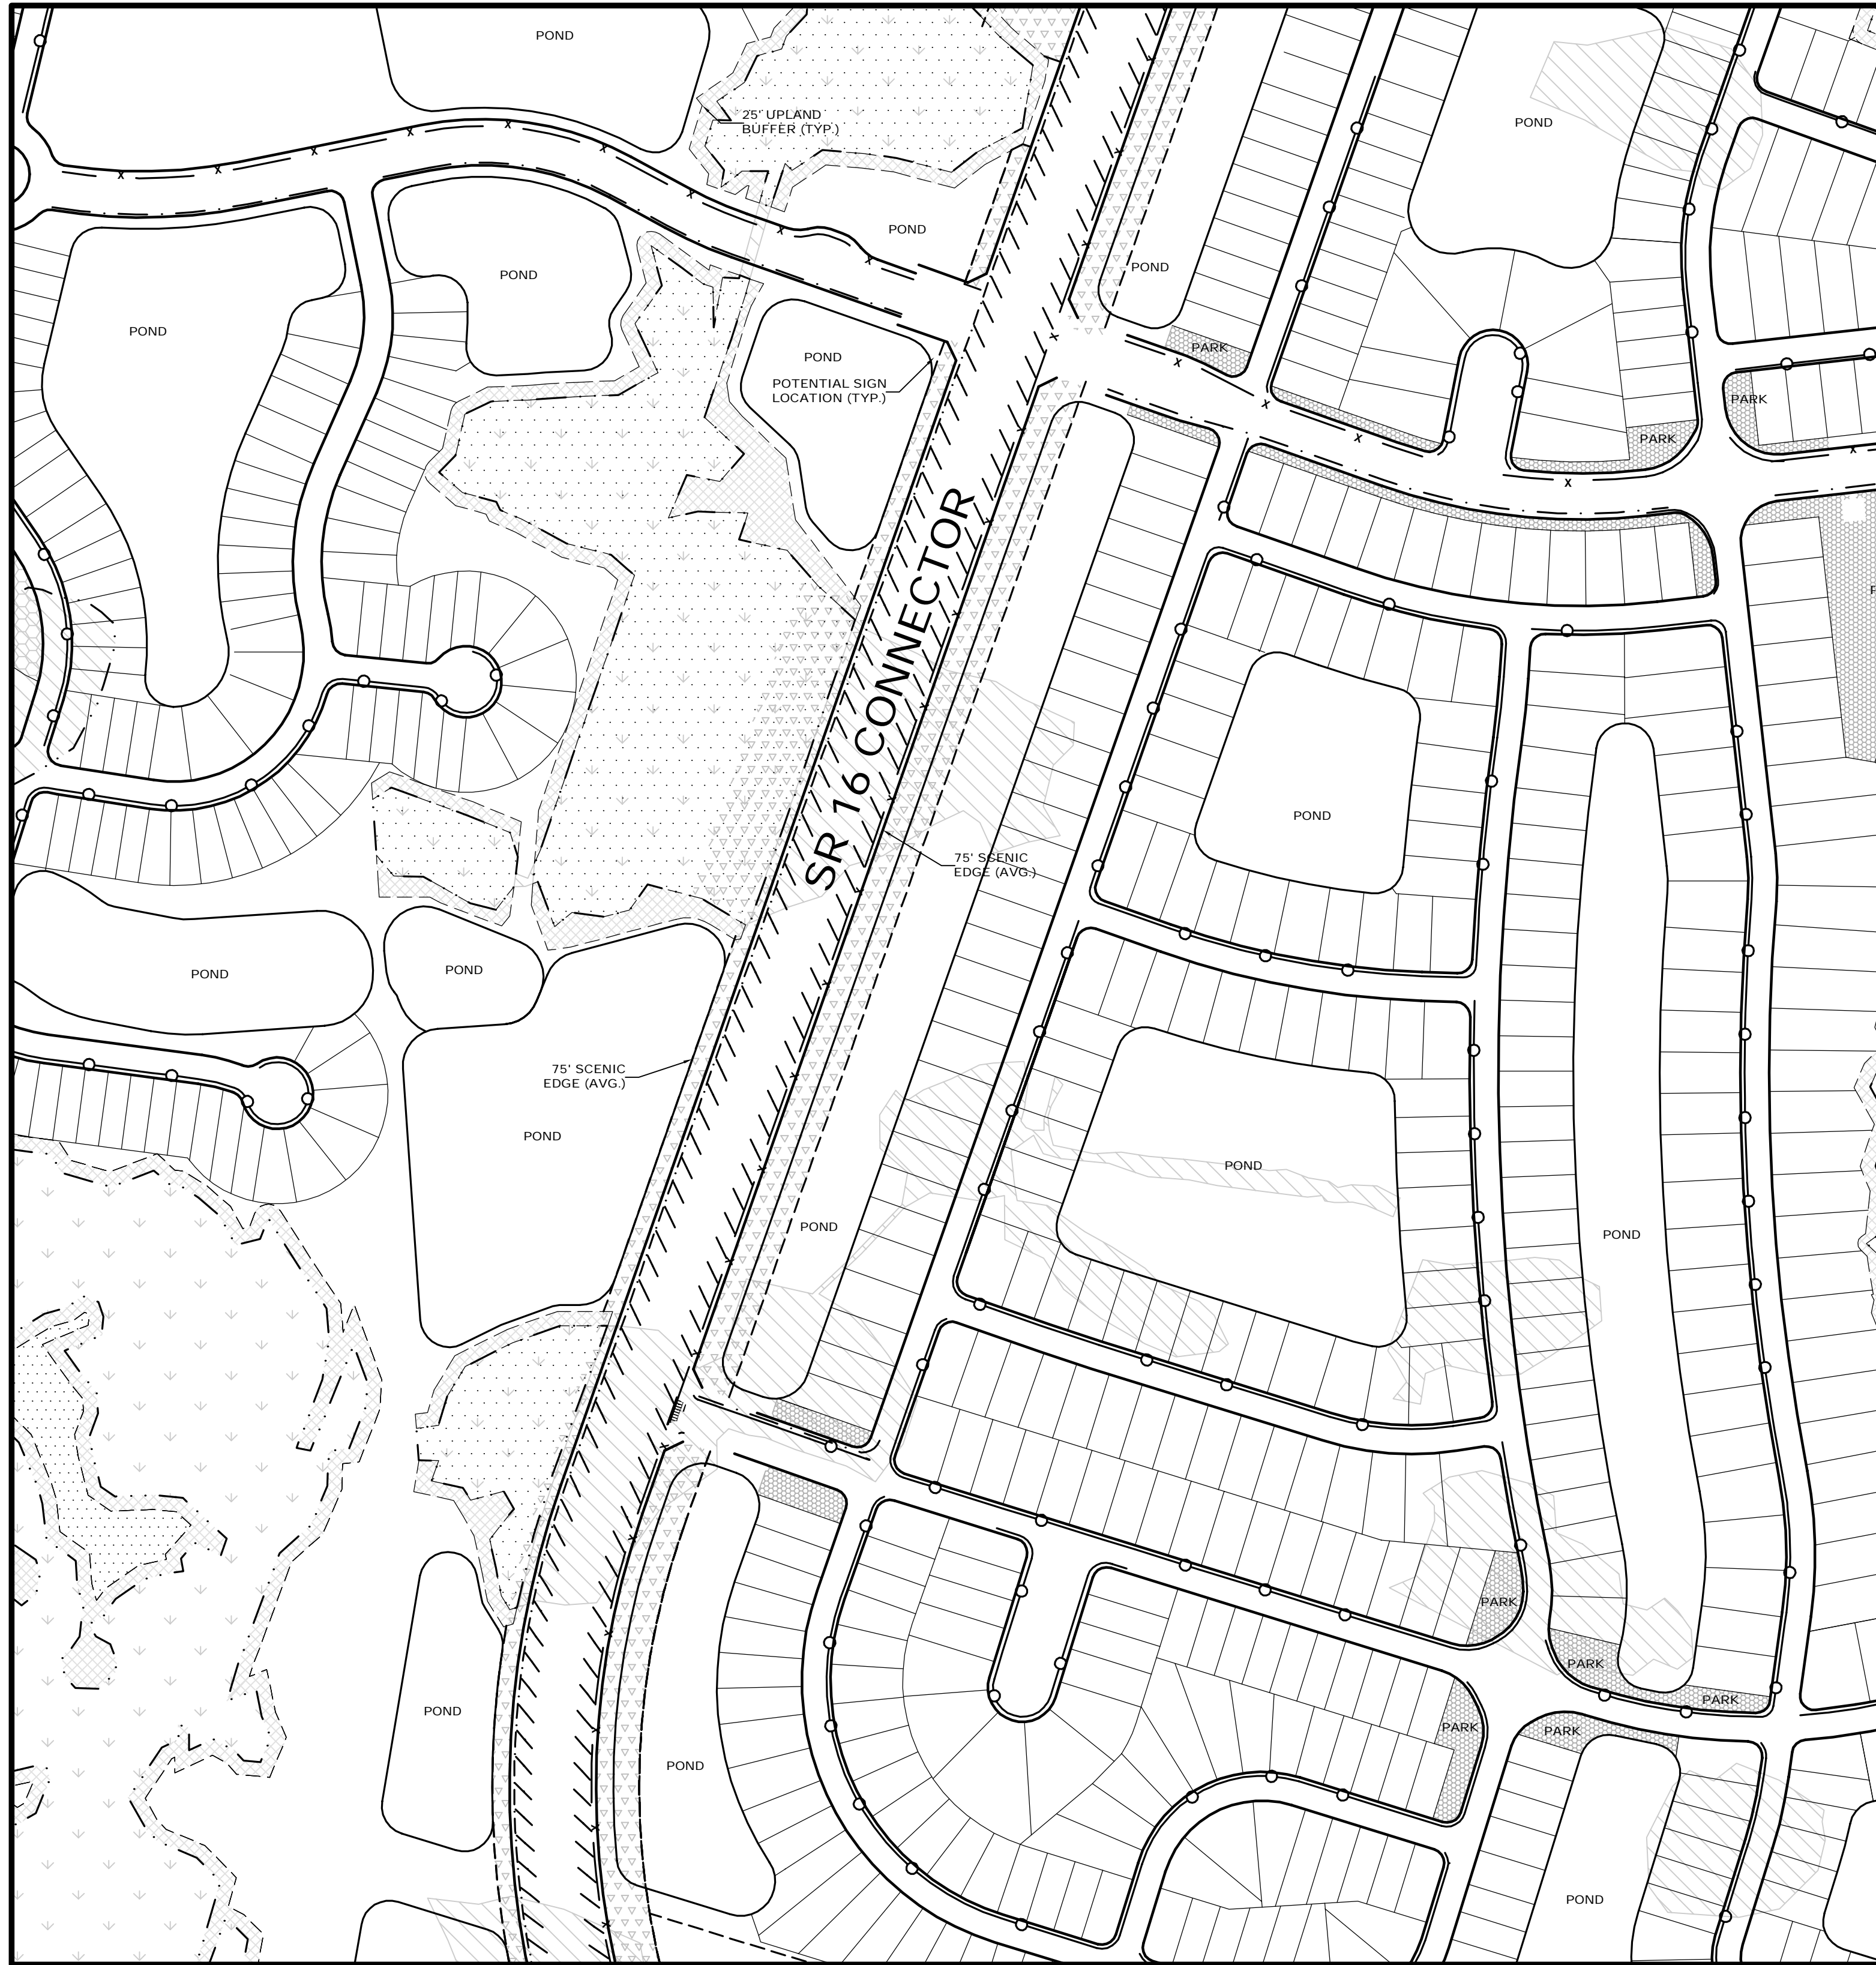 POND
25' UPLAND
BUFFER (TYP.)
POND
POND
POND
POND
POND
POND
PARK
POND
POTENTIAL SIGN
LOCATION (TYP.)
PARK
PARK
SR 16 CONNECTOR
POND
75' SCENIC
EDGE (AVG.)
POND
POND
75' SCENIC
EDGE (AVG.)
POND
POND
POND
POND
PARK
PARK
PARK
POND
PARK
PARK
POND
POND